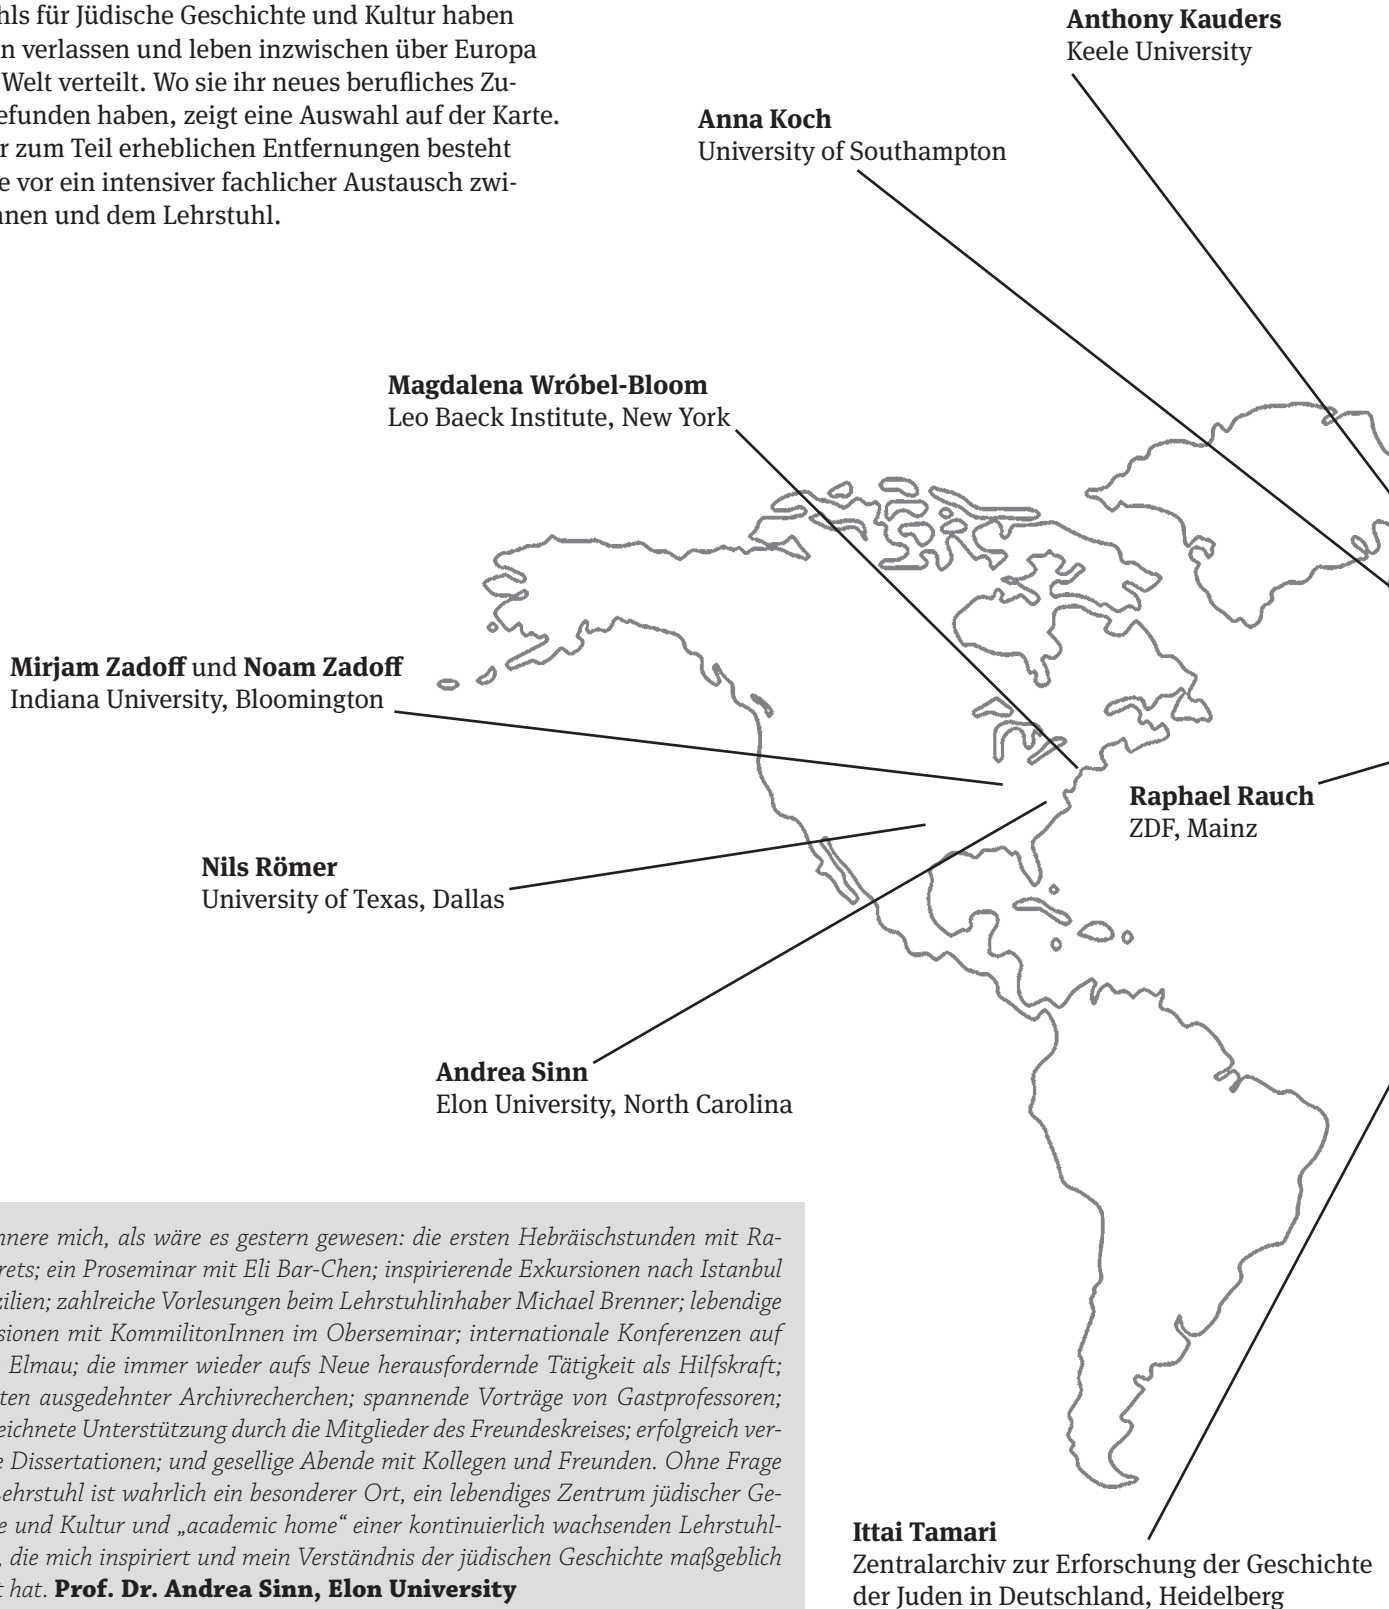 hls für Jüdische Geschichte und Kultur haben
n verlassen und leben inzwischen über Europa
Welt verteilt. Wo sie ihr neues berufliches Zu-
efunden haben, zeigt eine Auswahl auf der Karte.
r zum Teil erheblichen Entfernungen besteht
e vor ein intensiver fachlicher Austausch zwi-
nnen und dem Lehrstuhl.
Anthony Kauders
Keele University
Anna Koch
University of Southampton
Magdalena Wróbel-Bloom
Leo Baeck Institute, New York
Mirjam Zadoff und Noam Zadoff
Indiana University, Bloomington
Raphael Rauch
ZDF, Mainz
Nils Römer
University of Texas, Dallas
Andrea Sinn
Elon University, North Carolina
nnere mich, als wäre es gestern gewesen: die ersten Hebräischstunden mit Ra-
rets; ein Proseminar mit Eli Bar-Chen; inspirierende Exkursionen nach Istanbul
zilien; zahlreiche Vorlesungen beim Lehrstuhlinhaber Michael Brenner; lebendige
sionen mit KommilitonInnen im Oberseminar; internationale Konferenzen auf
Elmau; die immer wieder aufs Neue herausfordernde Tätigkeit als Hilfskraft;
ten ausgedehnter Archivrecherchen; spannende Vorträge von Gastprofessoren;
eichnete Unterstützung durch die Mitglieder des Freundeskreises; erfolgreich ver-
e Dissertationen; und gesellige Abende mit Kollegen und Freunden. Ohne Frage
Lehrstuhl ist wahrlich ein besonderer Ort, ein lebendiges Zentrum jüdischer Ge-
e und Kultur und „academic home“ einer kontinuierlich wachsenden Lehrstuhl-
, die mich inspiriert und mein Verständnis der jüdischen Geschichte maßgeblich
t hat. Prof. Dr. Andrea Sinn, Elon University
Ittai Tamari
Zentralarchiv zur Erforschung der Geschichte
der Juden in Deutschland, Heidelberg